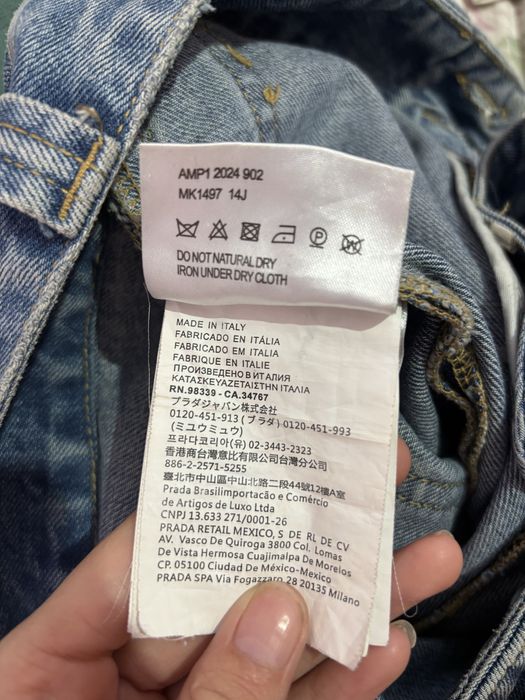 AMP1 2024 902
MK1497 14J
DO NOT NATURAL DRY
IRON UNDER DRY CLOTH
MADE IN ITALY
FABRICADO EN ITÁLIA
FABRICADO EM ITALIA
FABRIQUE EN ITALIE
ПРОИЗВЕДЕНО В ИТАЛИЯ
ΚΑΤΑΣΚΕΥΑΖΕΤΑΙΣΤΗΝ ΙΤΑΛΙΑ
RN.98339 - CA.34767
プラダジャパン株式会社
0120-451-913 ( プラダ ) 0120-451-993
(ミユウミュウ)
프라다코리아(유) 02-3443-2323
香港商台灣意比有限公司台灣分公司
886-2-2571-5255
臺北市中山區中山北路二段44號12樓A室
Prada Brasilimportacão e Comércio
de Artigos de Luxo Ltda
CNPJ 13.633 271/0001-26
PRADA RETAIL MEXICO, S DE RL DE CV
AV. Vasco De Quiroga 3800 Col. Lomas
De Vista Hermosa Cuajimalpa De Morelos
CP. 05100 Ciudad De México-Mexico
PRADA SPA Via Fogazzaro 28 20135 Milano